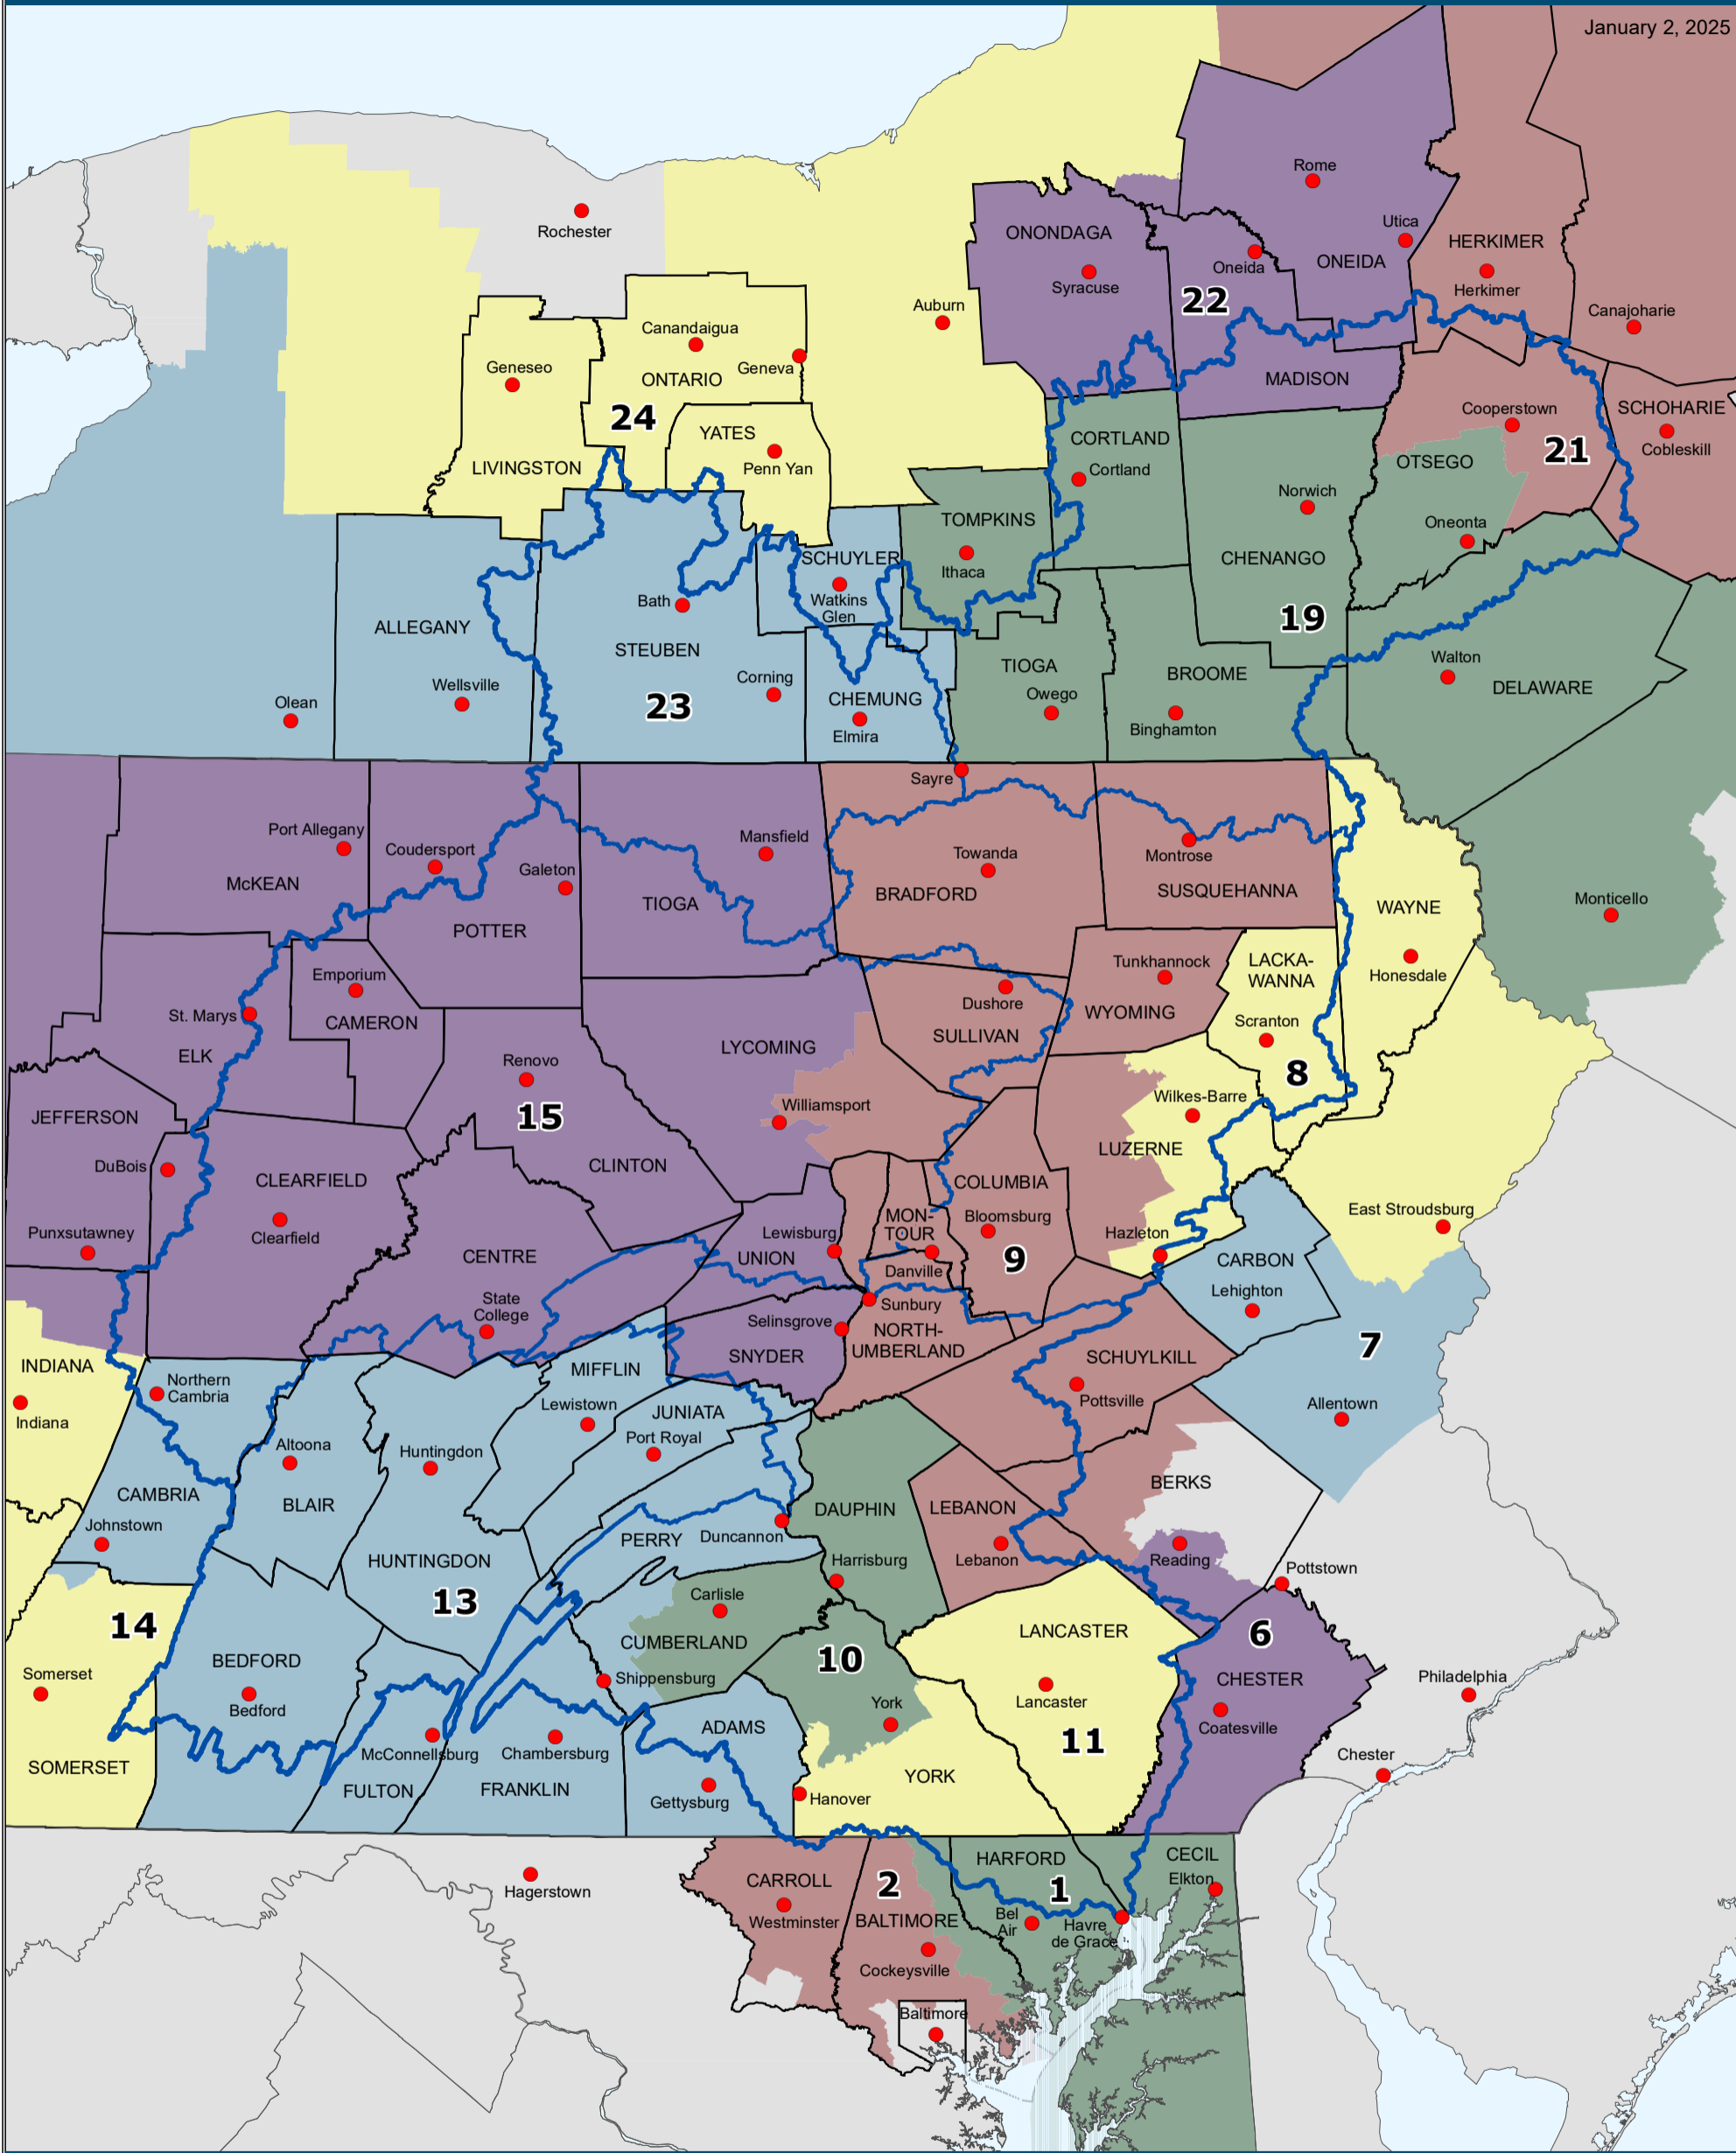 January 2, 2025
Rome
Rochester
Utica
ONONDAGA
HERKIMER
ONEIDA
Oneida
Syracuse
22
Herkimer
Auburn
Canajoharie
Canandaigua
Geneseo
Geneva
ONTARIO
MADISON
24
Cooperstown
SCHOHARIE
YATES
CORTLAND
21
Cobleskill
LIVINGSTON
Penn Yan
Cortland
OTSEGO
Norwich
TOMPKINS
Oneonta
SCHUYLER
CHENANGO
Ithaca
Bath
Watkins
Glen
19
ALLEGANY
STEUBEN
TIOGA
Walton
Wellsville
Corning
BROOME
Owego
DELAWARE
Olean
23
CHEMUNG
Elmira
Binghamton
Sayre
Port Allegany
Coudersport
Mansfield
Towanda
Montrose
Galeton
McKEAN
TIOGA
BRADFORD
SUSQUEHANNA
WAYNE
Monticello
POTTER
Emporium
Tunkhannock
LACKA-
WANNA
Honesdale
St. Marys
CAMERON
Dushore
WYOMING
Scranton
ELK
Renovo
LYCOMING
SULLIVAN
8
JEFFERSON
15
Williamsport
Wilkes-Barre
DuBois
CLEARFIELD
CLINTON
LUZERNE
COLUMBIA
Punxsutawney
Clearfield
CENTRE
Lewisburg
MON-
TOUR
Bloomsburg
Hazleton
East Stroudsburg
UNION
Danville
9
CARBON
State
College
Lehighton
Selinsgrove
Sunbury
NORTH-
UMBERLAND
7
INDIANA
MIFFLIN
SNYDER
SCHUYLKILL
Northern
Cambria
Indiana
Lewistown
JUNIATA
Pottsville
Allentown
Altoona
Huntingdon
Port Royal
CAMBRIA
BLAIR
BERKS
Johnstown
DAUPHIN
LEBANON
PERRY
Duncannon
HUNTINGDON
Harrisburg
Lebanon
Reading
Pottstown
13
Carlisle
14
CUMBERLAND
LANCASTER
6
BEDFORD
10
Somerset
Shippensburg
CHESTER
Philadelphia
Bedford
York
Lancaster
Coatesville
ADAMS
11
McConnellsburg
Chambersburg
Chester
SOMERSET
FULTON
FRANKLIN
YORK
Gettysburg
Hanover
HARFORD
CECIL
CARROLL
2
1
Elkton
Hagerstown
Westminster
BALTIMORE
Bel
Air
Havre
de Grace
Cockeysville
Baltimore